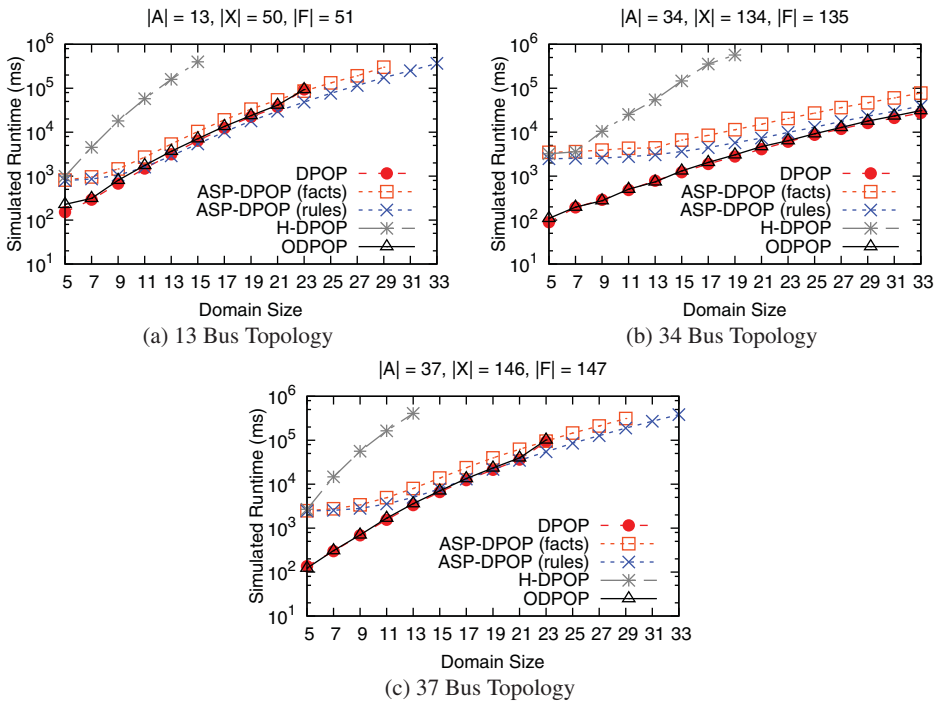 |A| = 13, |X| = 50, |F| = 51
Simulated Runtime (ms)
10^6
10^5
10^4
10^3
10^2
10^1
DPOP
ASP-DPOP (facts)
ASP-DPOP (rules)
H-DPOP
ODPOP
5 7 9 11 13 15 17 19 21 23 25 27 29 31 33
Domain Size
(a) 13 Bus Topology
|A| = 34, |X| = 134, |F| = 135
Simulated Runtime (ms)
10^6
10^5
10^4
10^3
10^2
10^1
DPOP
ASP-DPOP (facts)
ASP-DPOP (rules)
H-DPOP
ODPOP
5 7 9 11 13 15 17 19 21 23 25 27 29 31 33
Domain Size
(b) 34 Bus Topology
|A| = 37, |X| = 146, |F| = 147
Simulated Runtime (ms)
10^6
10^5
10^4
10^3
10^2
10^1
DPOP
ASP-DPOP (facts)
ASP-DPOP (rules)
H-DPOP
ODPOP
5 7 9 11 13 15 17 19 21 23 25 27 29 31 33
Domain Size
(c) 37 Bus Topology